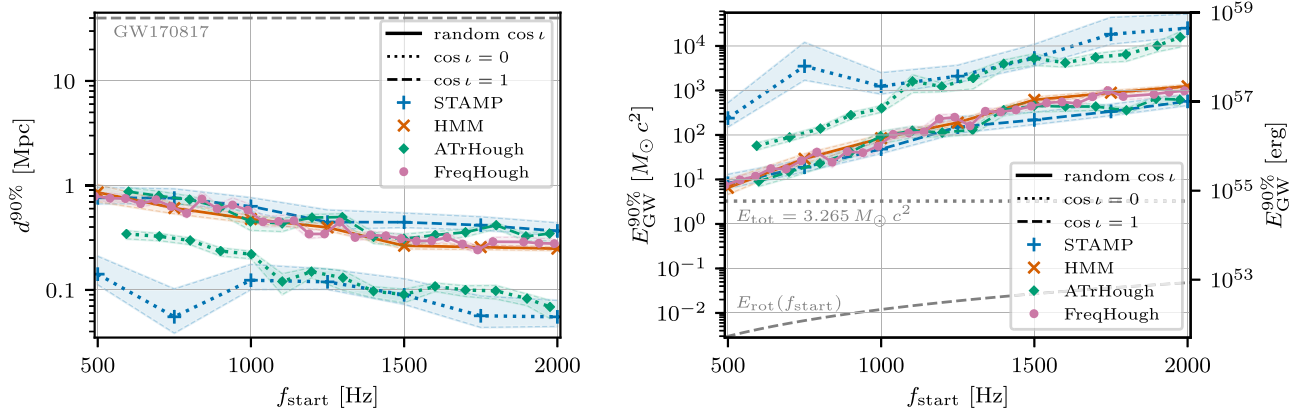 GW170817
random cos ι
cos ι = 0
cos ι = 1
STAMP
HMM
ATrHough
FreqHough
10
1
0.1
d^{90%} [Mpc]
500
1000
1500
2000
f_start [Hz]
10^4
10^3
10^2
10^1
10^0
10^−1
10^−2
E_GW^{90%} [M_⊙ c^2]
10^59
10^57
10^55
10^53
E_GW^{90%} [erg]
random cos ι
cos ι = 0
cos ι = 1
STAMP
HMM
ATrHough
FreqHough
E_tot = 3.265 M_⊙ c^2
E_rot(f_start)
500
1000
1500
2000
f_start [Hz]